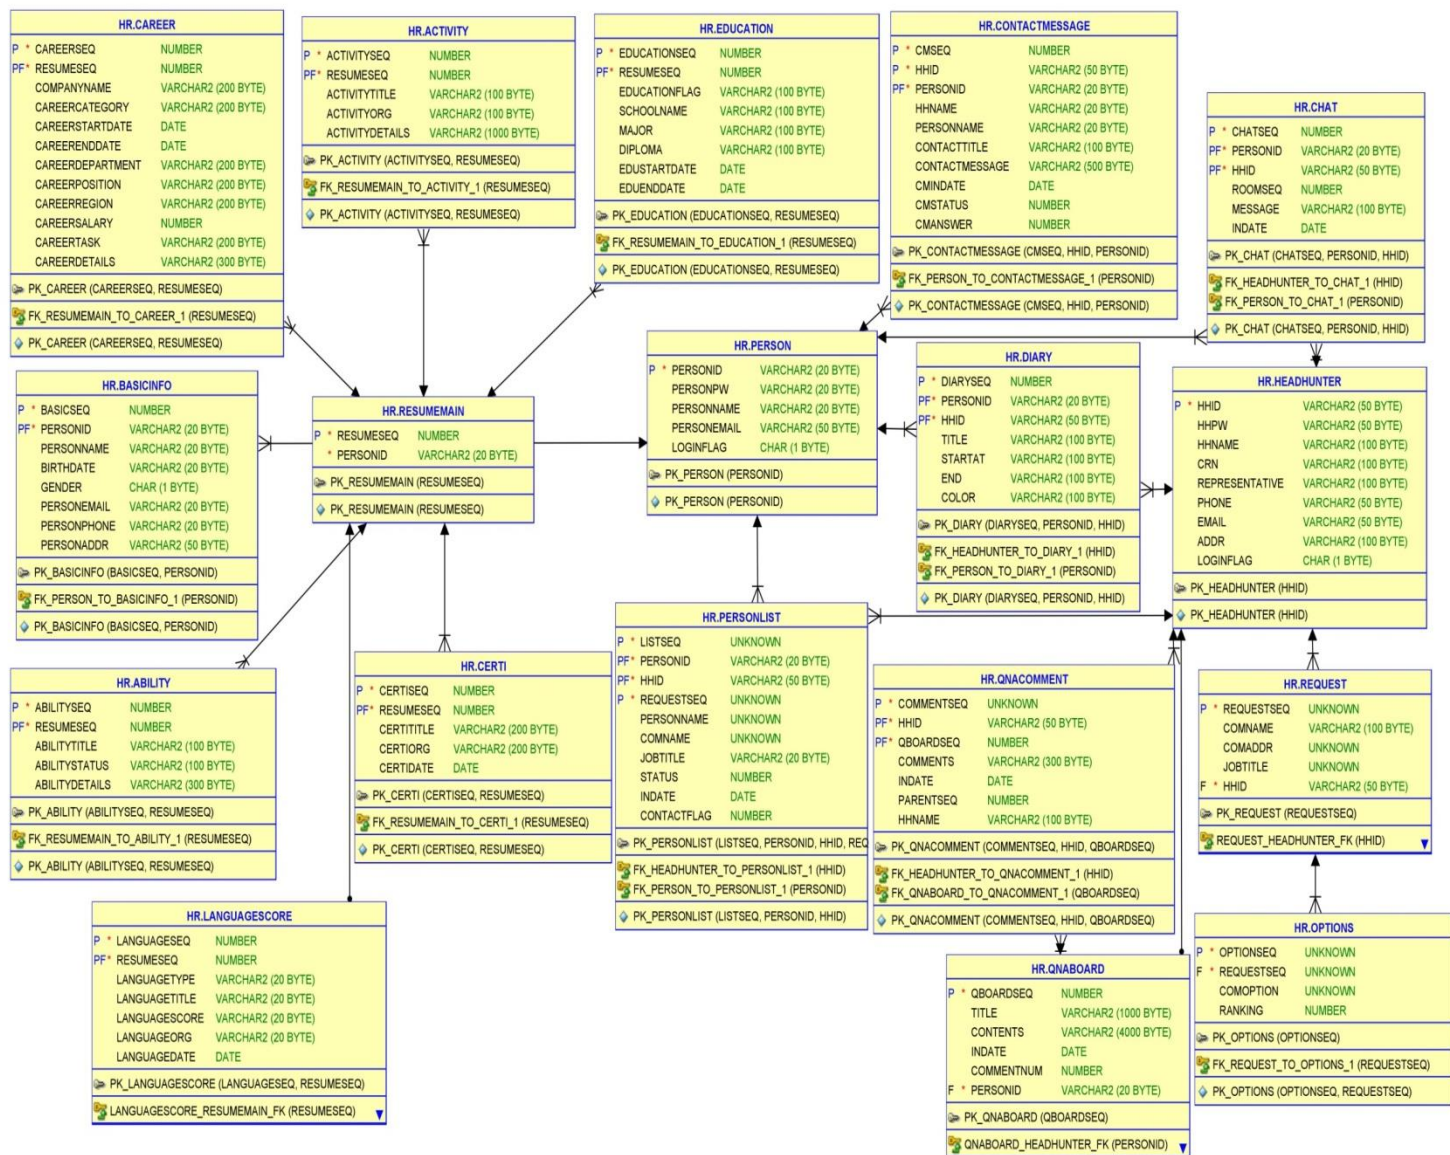 HR.CAREER
P * CAREERSEQ NUMBER
PF* RESUMESEQ NUMBER
COMPANYNAME VARCHAR2 (200 BYTE)
CAREERCATEGORY VARCHAR2 (200 BYTE)
CAREERSTARTDATE DATE
CAREERENDDATE DATE
CAREERDEPARTMENT VARCHAR2 (200 BYTE)
CAREERPOSITION VARCHAR2 (200 BYTE)
CAREERREGION VARCHAR2 (200 BYTE)
CAREERSALARY NUMBER
CAREERTASK VARCHAR2 (200 BYTE)
CAREERDETAILS VARCHAR2 (300 BYTE)
PK_CAREER (CAREERSEQ, RESUMESEQ)
FK_RESUMEMAIN_TO_CAREER_1 (RESUMESEQ)
PK_CAREER (CAREERSEQ, RESUMESEQ)
HR.ACTIVITY
P * ACTIVITYSEQ NUMBER
PF* RESUMESEQ NUMBER
ACTIVITYTITLE VARCHAR2 (100 BYTE)
ACTIVITYORG VARCHAR2 (100 BYTE)
ACTIVITYDETAILS VARCHAR2 (1000 BYTE)
PK_ACTIVITY (ACTIVITYSEQ, RESUMESEQ)
FK_RESUMEMAIN_TO_ACTIVITY_1 (RESUMESEQ)
PK_ACTIVITY (ACTIVITYSEQ, RESUMESEQ)
HR.EDUCATION
P * EDUCATIONSEQ NUMBER
PF* RESUMESEQ NUMBER
EDUCATIONFLAG VARCHAR2 (100 BYTE)
SCHOOLNAME VARCHAR2 (100 BYTE)
MAJOR VARCHAR2 (100 BYTE)
DIPLOMA VARCHAR2 (100 BYTE)
EDUSTARTDATE DATE
EDUENDDATE DATE
PK_EDUCATION (EDUCATIONSEQ, RESUMESEQ)
FK_RESUMEMAIN_TO_EDUCATION_1 (RESUMESEQ)
PK_EDUCATION (EDUCATIONSEQ, RESUMESEQ)
HR.CONTACTMESSAGE
P * CMSEQ NUMBER
P * HHID VARCHAR2 (50 BYTE)
PF* PERSONID VARCHAR2 (20 BYTE)
HHNAME VARCHAR2 (20 BYTE)
PERSONNAME VARCHAR2 (20 BYTE)
CONTACTTITLE VARCHAR2 (100 BYTE)
CONTACTMESSAGE VARCHAR2 (500 BYTE)
CMINDATE DATE
CMSTATUS NUMBER
CMANSWER NUMBER
PK_CONTACTMESSAGE (CMSEQ, HHID, PERSONID)
FK_PERSON_TO_CONTACTMESSAGE_1 (PERSONID)
PK_CONTACTMESSAGE (CMSEQ, HHID, PERSONID)
HR.CHAT
P * CHATSEQ NUMBER
PF* PERSONID VARCHAR2 (20 BYTE)
PF* HHID VARCHAR2 (50 BYTE)
ROOMSEQ NUMBER
MESSAGE VARCHAR2 (100 BYTE)
INDATE DATE
PK_CHAT (CHATSEQ, PERSONID, HHID)
FK_HEADHUNTER_TO_CHAT_1 (HHID)
FK_PERSON_TO_CHAT_1 (PERSONID)
PK_CHAT (CHATSEQ, PERSONID, HHID)
HR.BASICINFO
P * BASICSEQ NUMBER
PF* PERSONID VARCHAR2 (20 BYTE)
PERSONNAME VARCHAR2 (20 BYTE)
BIRTHDATE VARCHAR2 (20 BYTE)
GENDER CHAR (1 BYTE)
PERSONEMAIL VARCHAR2 (20 BYTE)
PERSONPHONE VARCHAR2 (20 BYTE)
PERSONADDR VARCHAR2 (50 BYTE)
PK_BASICINFO (BASICSEQ, PERSONID)
FK_PERSON_TO_BASICINFO_1 (PERSONID)
PK_BASICINFO (BASICSEQ, PERSONID)
HR.RESUMEMAIN
P * RESUMESEQ NUMBER
* PERSONID VARCHAR2 (20 BYTE)
PK_RESUMEMAIN (RESUMESEQ)
PK_RESUMEMAIN (RESUMESEQ)
HR.PERSON
P * PERSONID VARCHAR2 (20 BYTE)
PERSONPW VARCHAR2 (20 BYTE)
PERSONNAME VARCHAR2 (20 BYTE)
PERSONEMAIL VARCHAR2 (50 BYTE)
LOGINFLAG CHAR (1 BYTE)
PK_PERSON (PERSONID)
PK_PERSON (PERSONID)
HR.DIARY
P * DIARYSEQ NUMBER
PF* PERSONID VARCHAR2 (20 BYTE)
PF* HHID VARCHAR2 (50 BYTE)
TITLE VARCHAR2 (100 BYTE)
STARTAT VARCHAR2 (100 BYTE)
END VARCHAR2 (100 BYTE)
COLOR VARCHAR2 (100 BYTE)
PK_DIARY (DIARYSEQ, PERSONID, HHID)
FK_HEADHUNTER_TO_DIARY_1 (HHID)
FK_PERSON_TO_DIARY_1 (PERSONID)
PK_DIARY (DIARYSEQ, PERSONID, HHID)
HR.HEADHUNTER
P * HHID VARCHAR2 (50 BYTE)
HHPW VARCHAR2 (50 BYTE)
HHNAME VARCHAR2 (100 BYTE)
CRN VARCHAR2 (100 BYTE)
REPRESENTATIVE VARCHAR2 (100 BYTE)
PHONE VARCHAR2 (50 BYTE)
EMAIL VARCHAR2 (50 BYTE)
ADDR VARCHAR2 (100 BYTE)
LOGINFLAG CHAR (1 BYTE)
PK_HEADHUNTER (HHID)
PK_HEADHUNTER (HHID)
HR.ABILITY
P * ABILITYSEQ NUMBER
PF* RESUMESEQ NUMBER
ABILITYTITLE VARCHAR2 (100 BYTE)
ABILITYSTATUS VARCHAR2 (100 BYTE)
ABILITYDETAILS VARCHAR2 (300 BYTE)
PK_ABILITY (ABILITYSEQ, RESUMESEQ)
FK_RESUMEMAIN_TO_ABILITY_1 (RESUMESEQ)
PK_ABILITY (ABILITYSEQ, RESUMESEQ)
HR.CERTI
P * CERTISEQ NUMBER
PF* RESUMESEQ NUMBER
CERTITITLE VARCHAR2 (200 BYTE)
CERTIORG VARCHAR2 (200 BYTE)
CERTIDATE DATE
PK_CERTI (CERTISEQ, RESUMESEQ)
FK_RESUMEMAIN_TO_CERTI_1 (RESUMESEQ)
PK_CERTI (CERTISEQ, RESUMESEQ)
HR.PERSONLIST
P * LISTSEQ UNKNOWN
PF* PERSONID VARCHAR2 (20 BYTE)
PF* HHID VARCHAR2 (50 BYTE)
P * REQUESTSEQ UNKNOWN
PERSONNAME UNKNOWN
COMNAME UNKNOWN
JOBTITLE VARCHAR2 (20 BYTE)
STATUS NUMBER
INDATE DATE
CONTACTFLAG NUMBER
PK_PERSONLIST (LISTSEQ, PERSONID, HHID, REQ
FK_HEADHUNTER_TO_PERSONLIST_1 (HHID)
FK_PERSON_TO_PERSONLIST_1 (PERSONID)
PK_PERSONLIST (LISTSEQ, PERSONID, HHID)
HR.QNACOMMENT
P * COMMENTSEQ UNKNOWN
PF* HHID VARCHAR2 (50 BYTE)
PF* QBOARDSEQ NUMBER
COMMENTS VARCHAR2 (300 BYTE)
INDATE DATE
PARENTSEQ NUMBER
HHNAME VARCHAR2 (100 BYTE)
PK_QNACOMMENT (COMMENTSEQ, HHID, QBOARDSEQ)
FK_HEADHUNTER_TO_QNACOMMENT_1 (HHID)
FK_QNABOARD_TO_QNACOMMENT_1 (QBOARDSEQ)
PK_QNACOMMENT (COMMENTSEQ, HHID, QBOARDSEQ)
HR.REQUEST
P * REQUESTSEQ UNKNOWN
COMNAME VARCHAR2 (100 BYTE)
COMADDR UNKNOWN
JOBTITLE UNKNOWN
F * HHID VARCHAR2 (50 BYTE)
PK_REQUEST (REQUESTSEQ)
REQUEST_HEADHUNTER_FK (HHID)
HR.LANGUAGESCORE
P * LANGUAGESEQ NUMBER
PF* RESUMESEQ NUMBER
LANGUAGETYPE VARCHAR2 (20 BYTE)
LANGUAGETITLE VARCHAR2 (20 BYTE)
LANGUAGESCORE VARCHAR2 (20 BYTE)
LANGUAGEORG VARCHAR2 (20 BYTE)
LANGUAGEDATE DATE
PK_LANGUAGESCORE (LANGUAGESEQ, RESUMESEQ)
LANGUAGESCORE_RESUMEMAIN_FK (RESUMESEQ)
HR.QNABOARD
P * QBOARDSEQ NUMBER
TITLE VARCHAR2 (1000 BYTE)
CONTENTS VARCHAR2 (4000 BYTE)
INDATE DATE
COMMENTNUM NUMBER
F * PERSONID VARCHAR2 (20 BYTE)
PK_QNABOARD (QBOARDSEQ)
QNABOARD_HEADHUNTER_FK (PERSONID)
HR.OPTIONS
P * OPTIONSEQ UNKNOWN
F * REQUESTSEQ UNKNOWN
COMOPTION UNKNOWN
RANKING NUMBER
PK_OPTIONS (OPTIONSEQ)
FK_REQUEST_TO_OPTIONS_1 (REQUESTSEQ)
PK_OPTIONS (OPTIONSEQ, REQUESTSEQ)